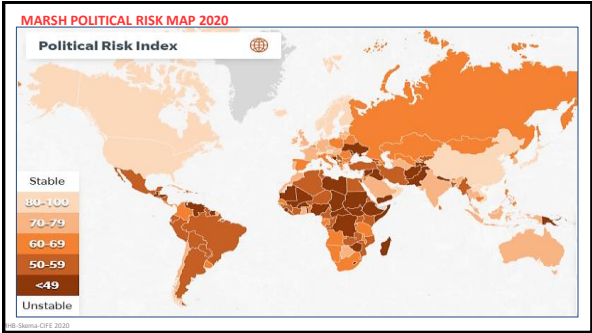 MARSH POLITICAL RISK MAP 2020
Political Risk Index
Stable
80-100
70-79
60-69
50-59
<49
Unstable
IHB-Skema-CIFE 2020